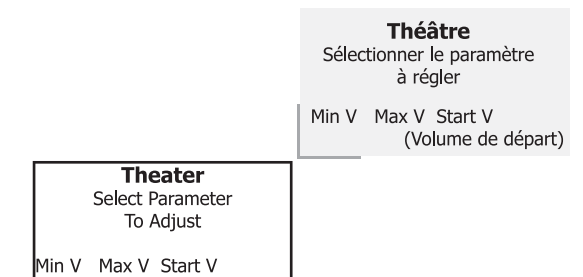 Théâtre
Sélectionner le paramètre
à régler
Min V Max V Start V
(Volume de départ)
Theater
Select Parameter
To Adjust
Min V Max V Start V